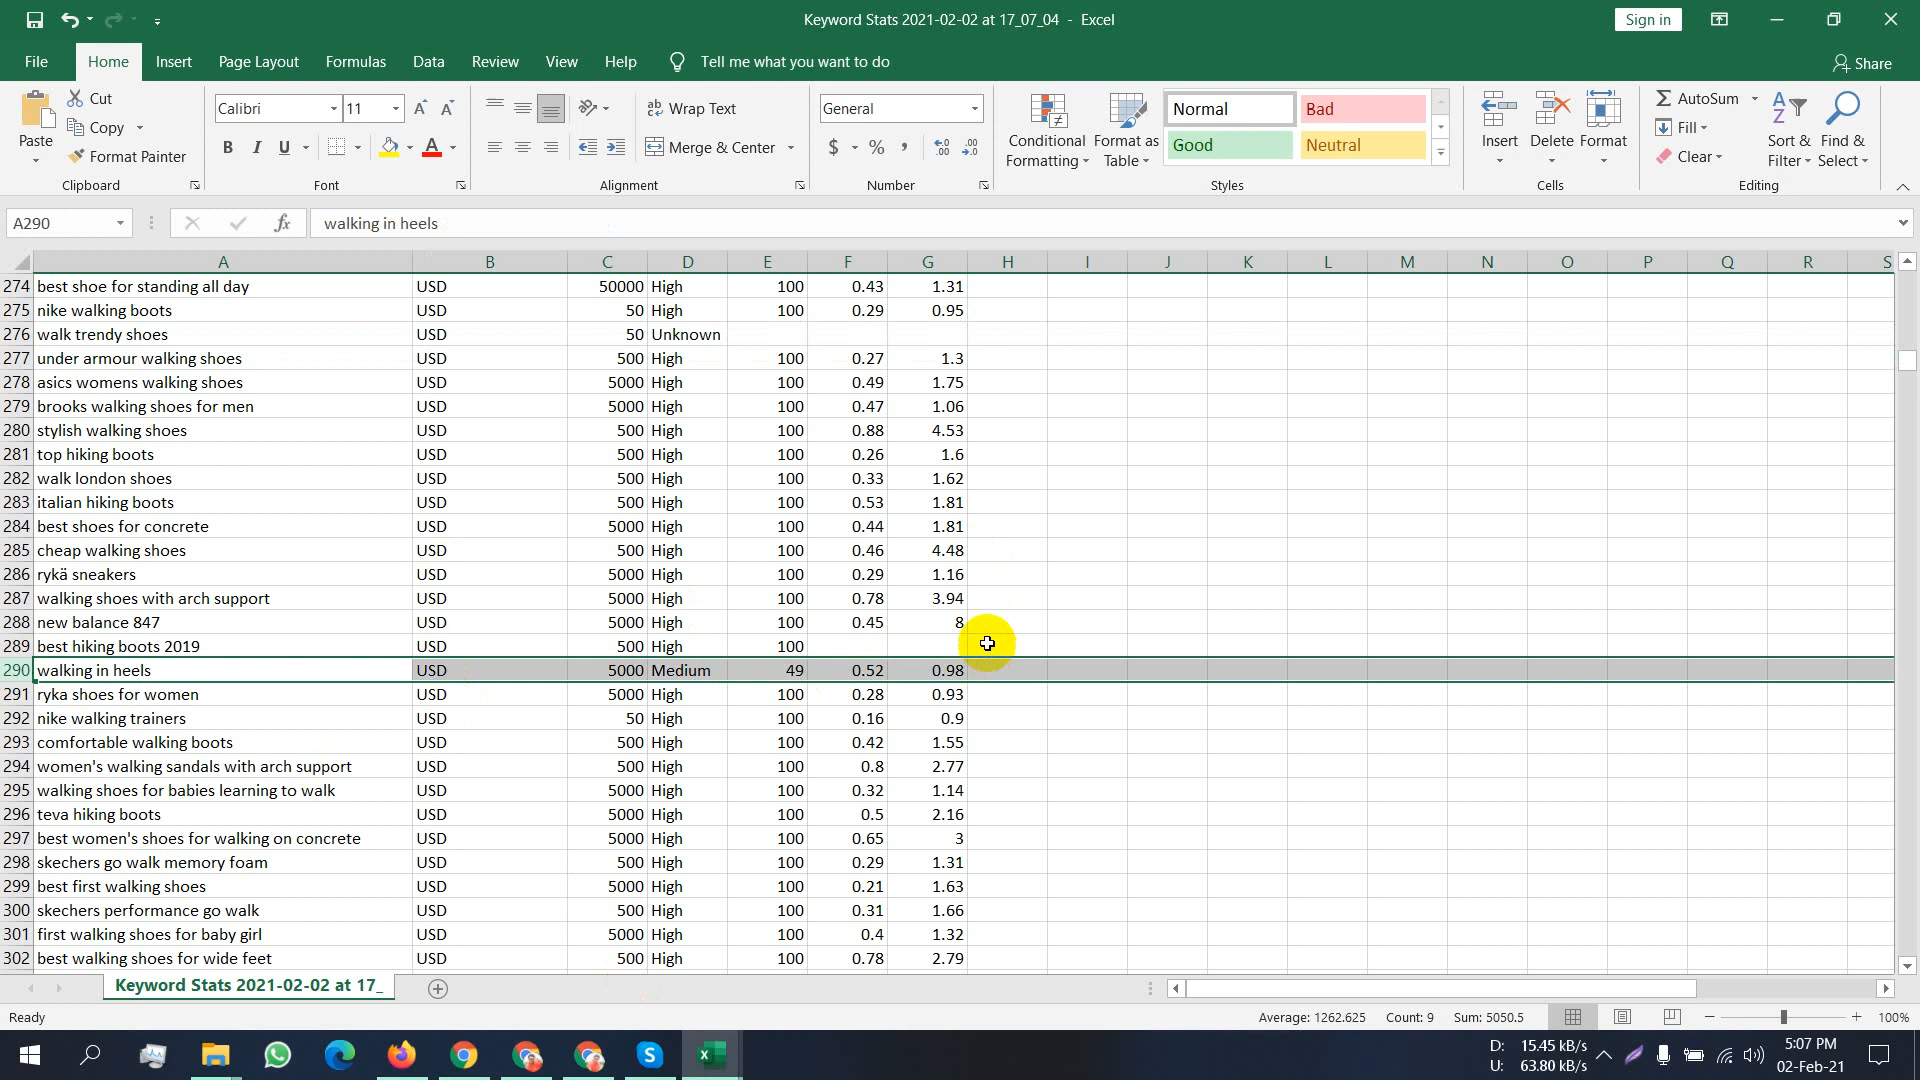 Keyword Stats 2021-02-02 at 17_07_04 - Excel
Sign in
File Home Insert Page Layout Formulas Data Review View Help Tell me what you want to do
Share
Paste
Cut
Copy
Format Painter
Clipboard
Calibri 11
B I U A
Font
Wrap Text
Merge & Center
Alignment
General
$ % ,
Number
Conditional Formatting
Format as Table
Normal Bad
Good Neutral
Styles
Insert Delete Format
Cells
AutoSum
Fill
Clear
Sort & Filter
Find & Select
Editing
A290 fx walking in heels
A B C D E F G H I J K L M N O P Q R S
274 best shoe for standing all day USD 50000 High 100 0.43 1.31
275 nike walking boots USD 50 High 100 0.29 0.95
276 walk trendy shoes USD 50 Unknown
277 under armour walking shoes USD 500 High 100 0.27 1.3
278 asics womens walking shoes USD 5000 High 100 0.49 1.75
279 brooks walking shoes for men USD 5000 High 100 0.47 1.06
280 stylish walking shoes USD 500 High 100 0.88 4.53
281 top hiking boots USD 500 High 100 0.26 1.6
282 walk london shoes USD 500 High 100 0.33 1.62
283 italian hiking boots USD 500 High 100 0.53 1.81
284 best shoes for concrete USD 5000 High 100 0.44 1.81
285 cheap walking shoes USD 500 High 100 0.46 4.48
286 rykä sneakers USD 5000 High 100 0.29 1.16
287 walking shoes with arch support USD 5000 High 100 0.78 3.94
288 new balance 847 USD 5000 High 100 0.45 8
289 best hiking boots 2019 USD 500 High 100
290 walking in heels USD 5000 Medium 49 0.52 0.98
291 ryka shoes for women USD 5000 High 100 0.28 0.93
292 nike walking trainers USD 50 High 100 0.16 0.9
293 comfortable walking boots USD 500 High 100 0.42 1.55
294 women's walking sandals with arch support USD 500 High 100 0.8 2.77
295 walking shoes for babies learning to walk USD 5000 High 100 0.32 1.14
296 teva hiking boots USD 5000 High 100 0.5 2.16
297 best women's shoes for walking on concrete USD 5000 High 100 0.65 3
298 skechers go walk memory foam USD 500 High 100 0.29 1.31
299 best first walking shoes USD 5000 High 100 0.21 1.63
300 skechers performance go walk USD 500 High 100 0.31 1.66
301 first walking shoes for baby girl USD 5000 High 100 0.4 1.32
302 best walking shoes for wide feet USD 500 High 100 0.78 2.79
Keyword Stats 2021-02-02 at 17_
Ready Average: 1262.625 Count: 9 Sum: 5050.5 100%
D: 15.45 kB/s
U: 63.80 kB/s
5:07 PM
02-Feb-21